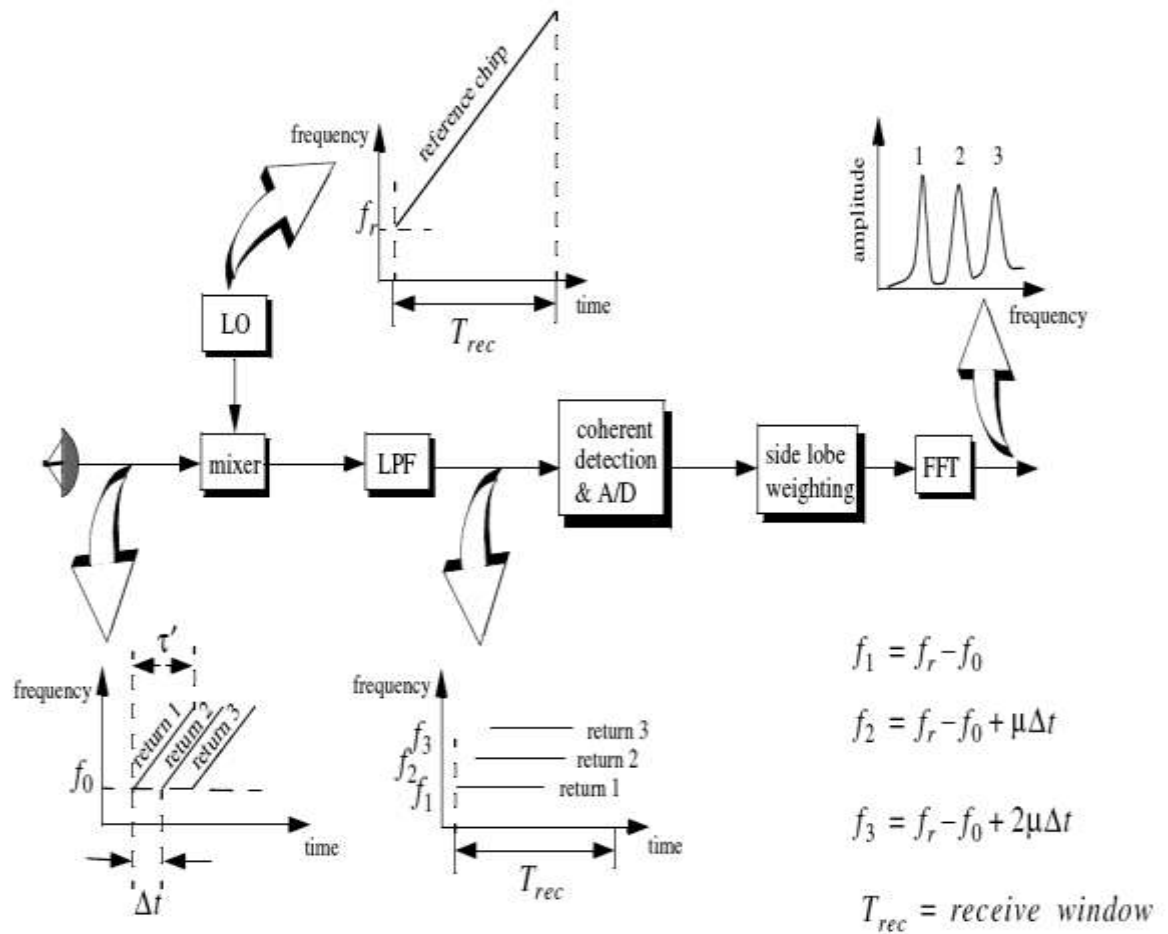 frequency
reference chirp
f_r
time
T_rec
LO
amplitude
1 2 3
frequency
mixer
LPF
coherent
detection
& A/D
side lobe
weighting
FFT
τ′
frequency
return 1
return 2
return 3
f_0
time
Δt
frequency
f_3
f_2
f_1
return 3
return 2
return 1
time
T_rec
f_1 = f_r – f_0
f_2 = f_r – f_0 + μΔt
f_3 = f_r – f_0 + 2μΔt
T_rec = receive window